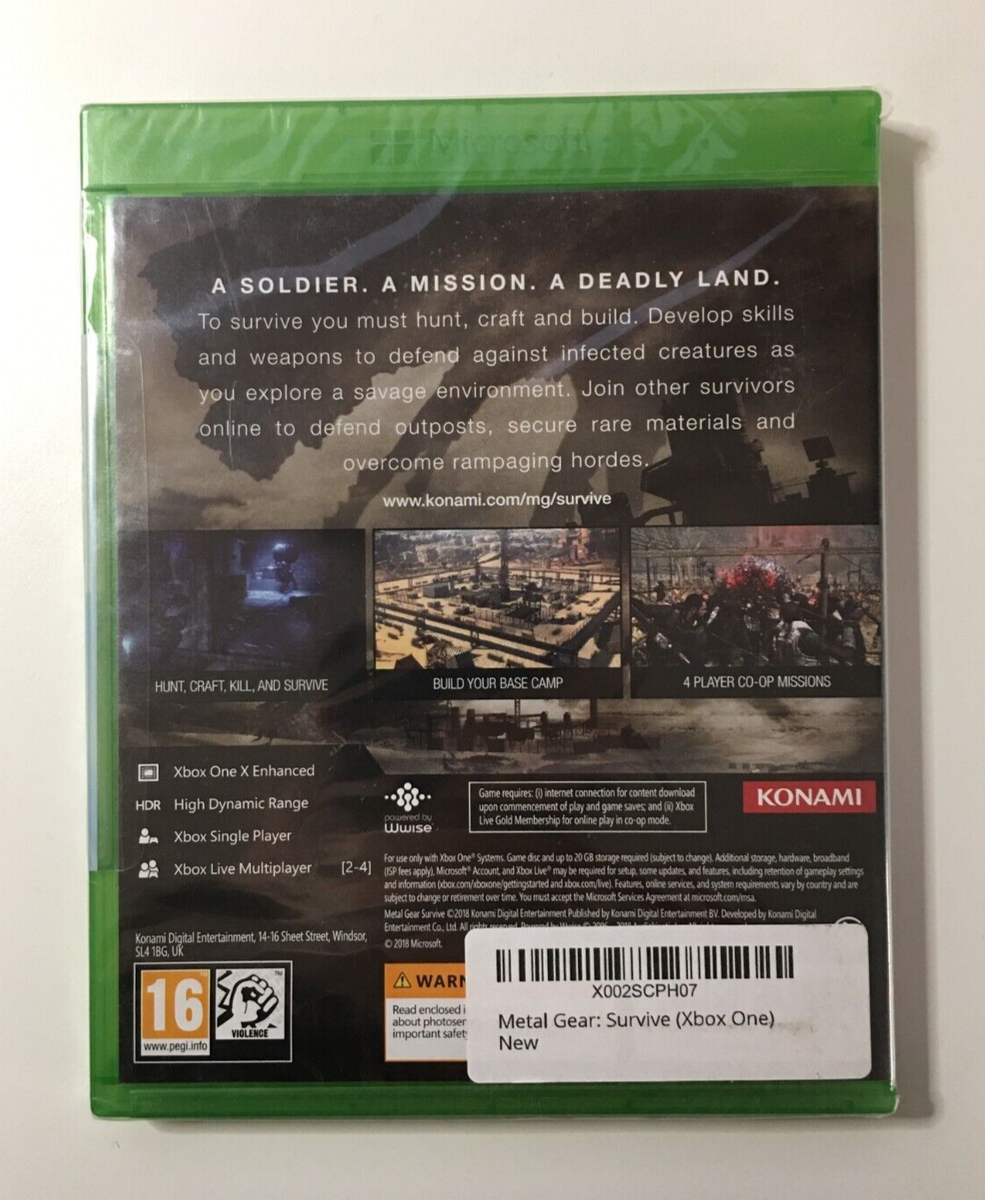 Microsoft
A SOLDIER. A MISSION. A DEADLY LAND.
To survive you must hunt, craft and build. Develop skills
and weapons to defend against infected creatures as
you explore a savage environment. Join other survivors
online to defend outposts, secure rare materials and
overcome rampaging hordes.
www.konami.com/mg/survive
HUNT, CRAFT, KILL, AND SURVIVE
BUILD YOUR BASE CAMP
4 PLAYER CO-OP MISSIONS
Xbox One X Enhanced
HDR High Dynamic Range
Xbox Single Player
Xbox Live Multiplayer [2-4]
powered by
Wwise
Game requires: (i) internet connection for content download
upon commencement of play and game saves; and (ii) Xbox
Live Gold Membership for online play in co-op mode.
KONAMI
For use only with Xbox One® Systems. Game disc and up to 20 GB storage required (subject to change). Additional storage, hardware, broadband
(ISP fees apply), Microsoft® Account, and Xbox Live® may be required for setup, some updates, and features, including retention of gameplay settings
and information (xbox.com/xboxone/gettingstarted and xbox.com/live). Features, online services, and system requirements vary by country and are
subject to change or retirement over time. You must accept the Microsoft Services Agreement at microsoft.com/msa.
Metal Gear Survive ©2018 Konami Digital Entertainment Published by Konami Digital Entertainment BV. Developed by Konami Digital
Entertainment Co., Ltd. All rights reserved. Powered by Wwise © 2006
© 2018 Microsoft.
Konami Digital Entertainment, 14-16 Sheet Street, Windsor,
SL4 1BG, UK
16
www.pegi.info
VIOLENCE
TM
WARN
Read enclosed i
about photoser
important safet
X002SCPH07
Metal Gear: Survive (Xbox One)
New